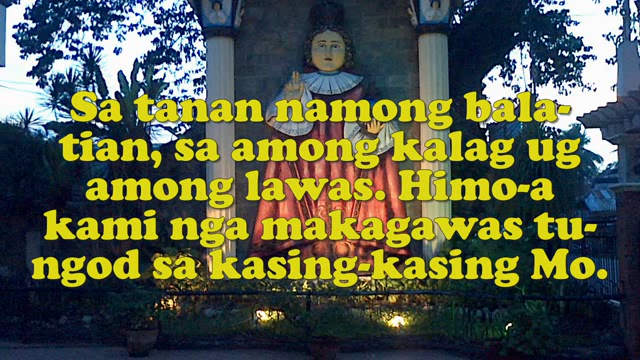 Sa tanan namong bala-
tian, sa among kalag ug
among lawas. Himo-a
kami nga makagawas tu-
ngod sa kasing-kasing Mo.